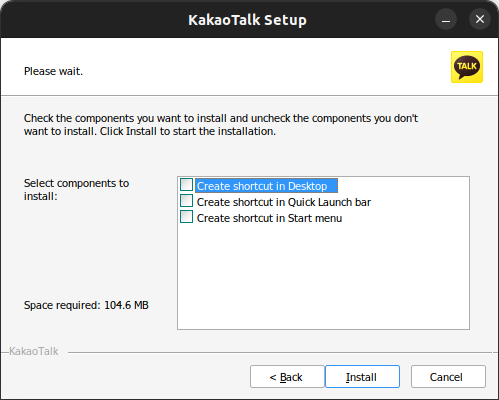 KakaoTalk Setup
Please wait.
TALK
Check the components you want to install and uncheck the components you don't
want to install. Click Install to start the installation.
Select components to
install:
Create shortcut in Desktop
Create shortcut in Quick Launch bar
Create shortcut in Start menu
Space required: 104.6 MB
KakaoTalk
< Back
Install
Cancel